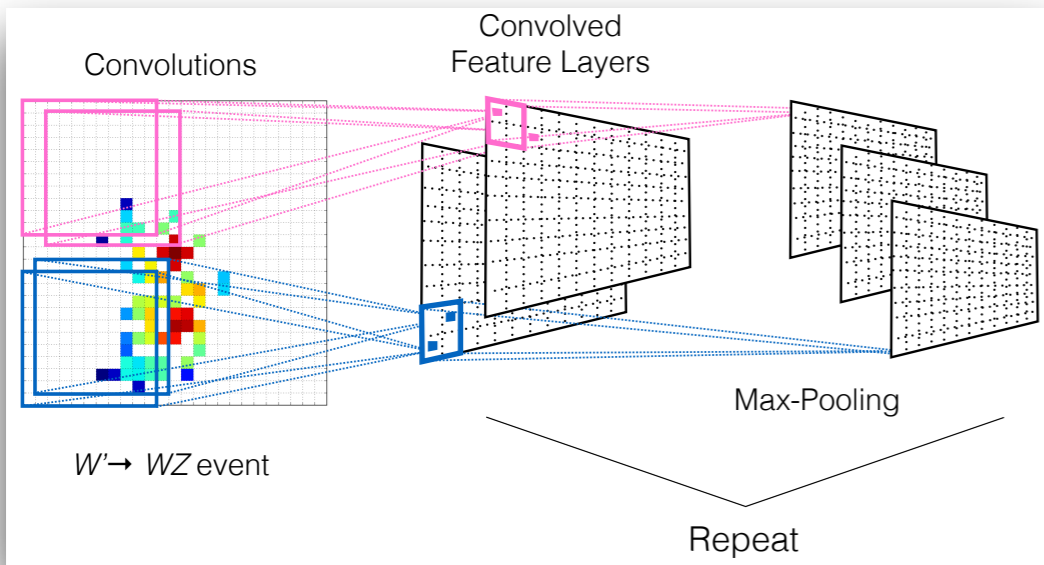 Convolutions
Convolved
Feature Layers
Max-Pooling
W'→ WZ event
Repeat